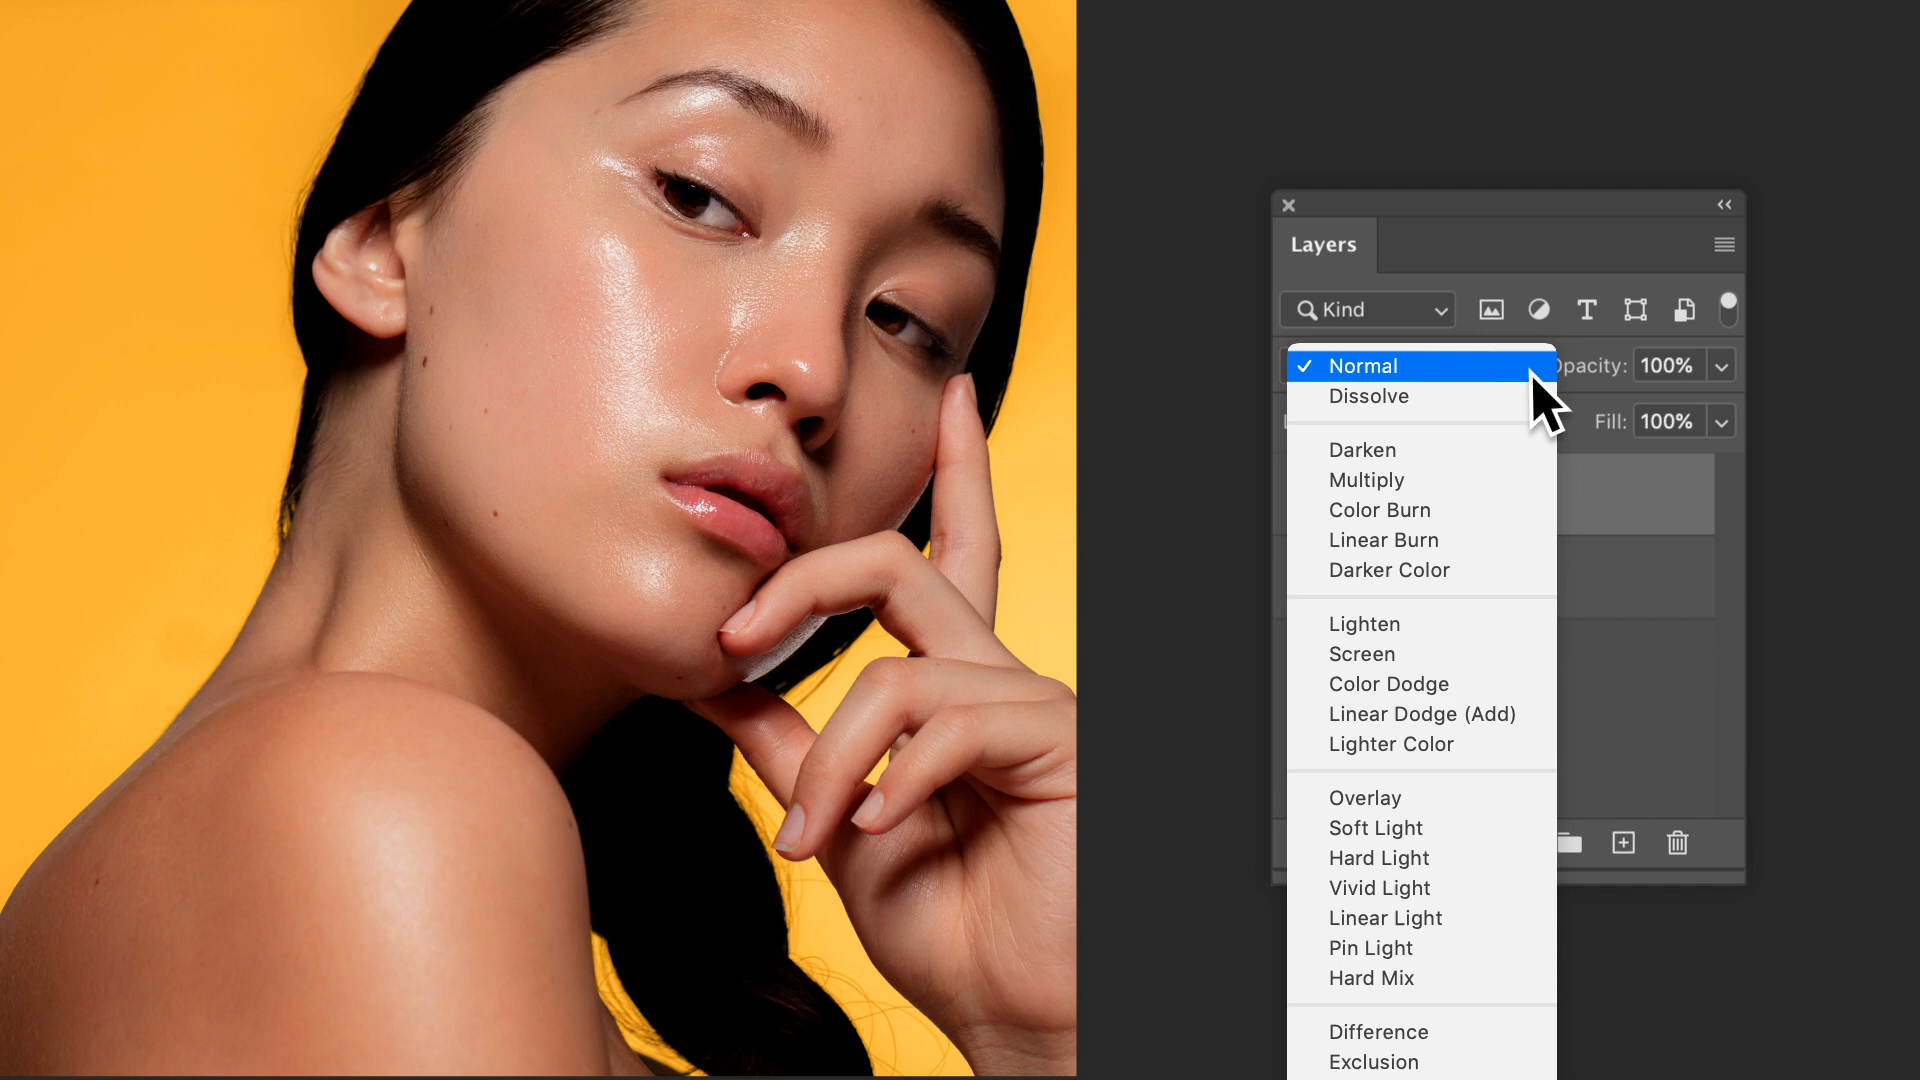 Layers
Kind
Normal
Opacity: 100%
Dissolve
Fill: 100%
Darken
Multiply
Color Burn
Linear Burn
Darker Color
Lighten
Screen
Color Dodge
Linear Dodge (Add)
Lighter Color
Overlay
Soft Light
Hard Light
Vivid Light
Linear Light
Pin Light
Hard Mix
Difference
Exclusion